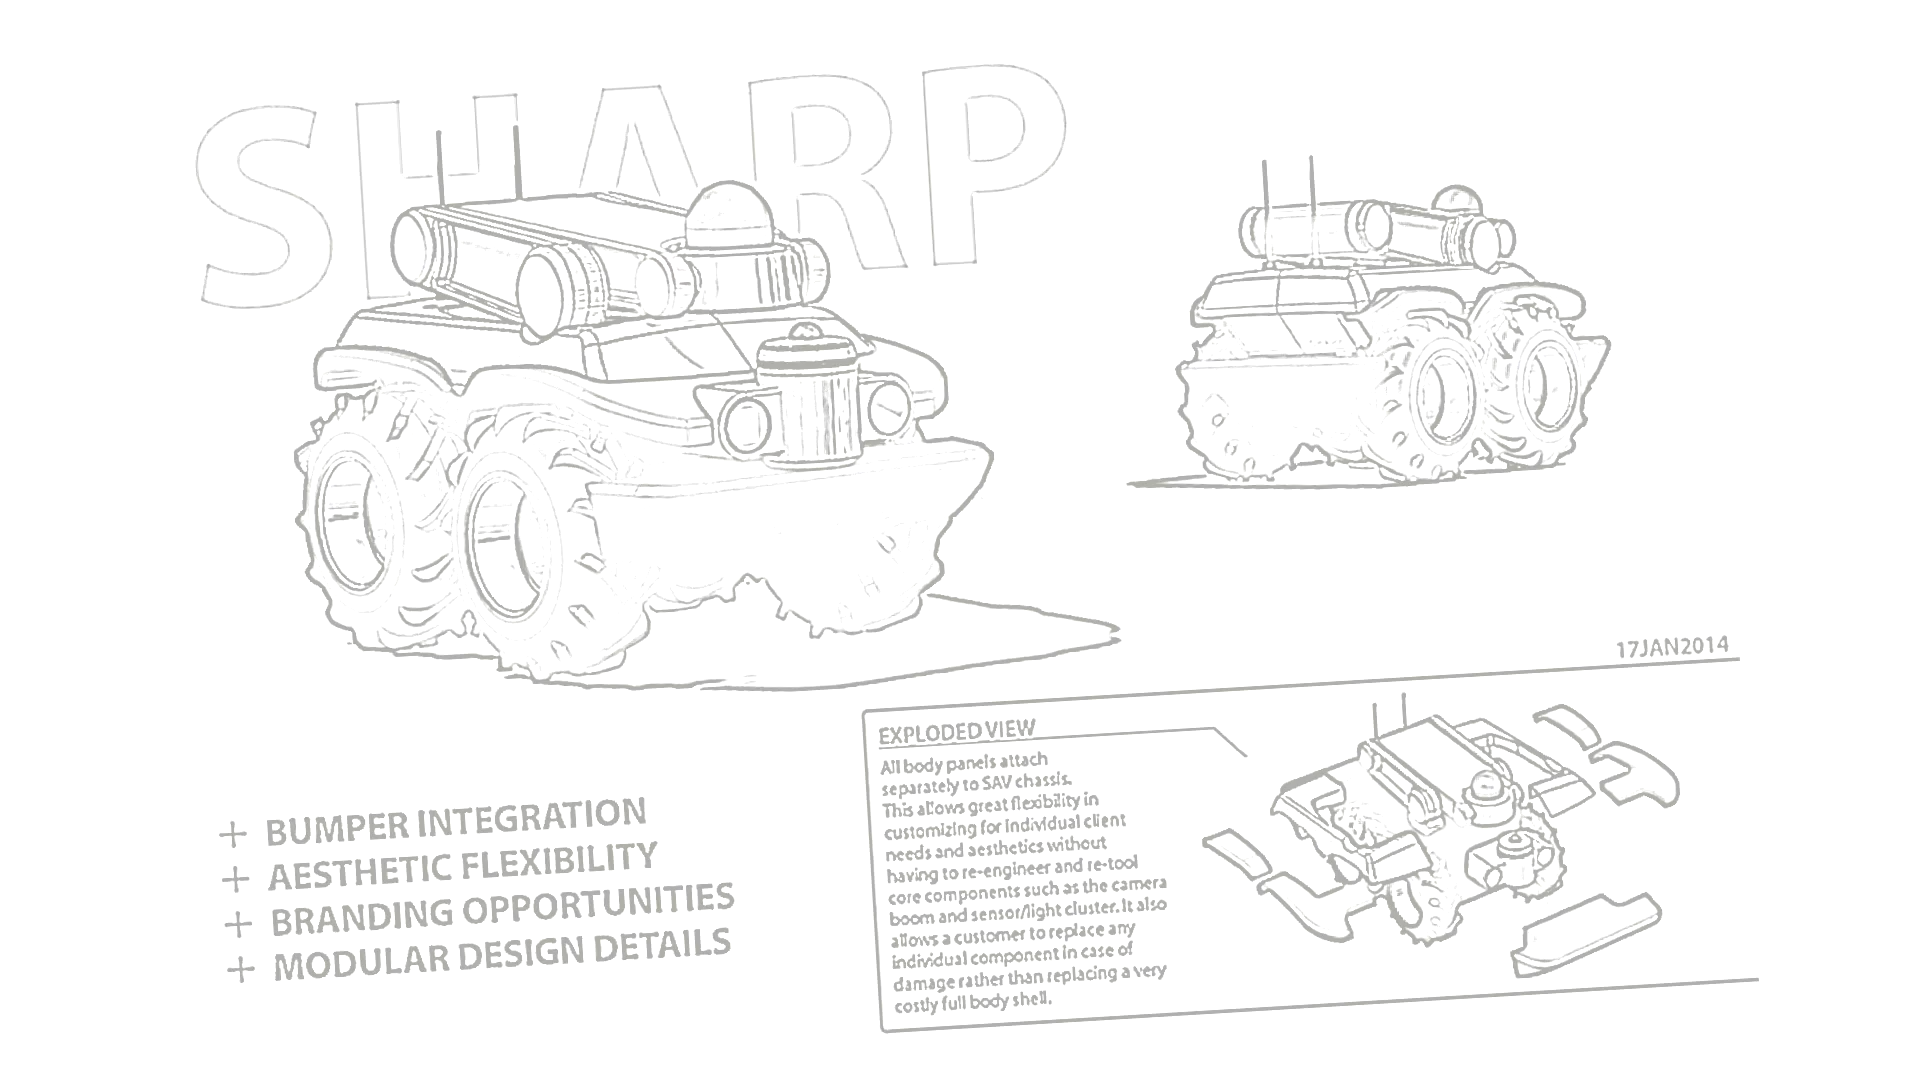 SHARP
17JAN2014
EXPLODED VIEW
All body panels attach
separately to SAV chassis.
This allows great flexibility in
customizing for individual client
needs and aesthetics without
having to re-engineer and re-tool
core components such as the camera
boom and sensor/light cluster. It also
allows a customer to replace any
individual component in case of
damage rather than replacing a very
costly full body shell.
+ BUMPER INTEGRATION
+ AESTHETIC FLEXIBILITY
+ BRANDING OPPORTUNITIES
+ MODULAR DESIGN DETAILS